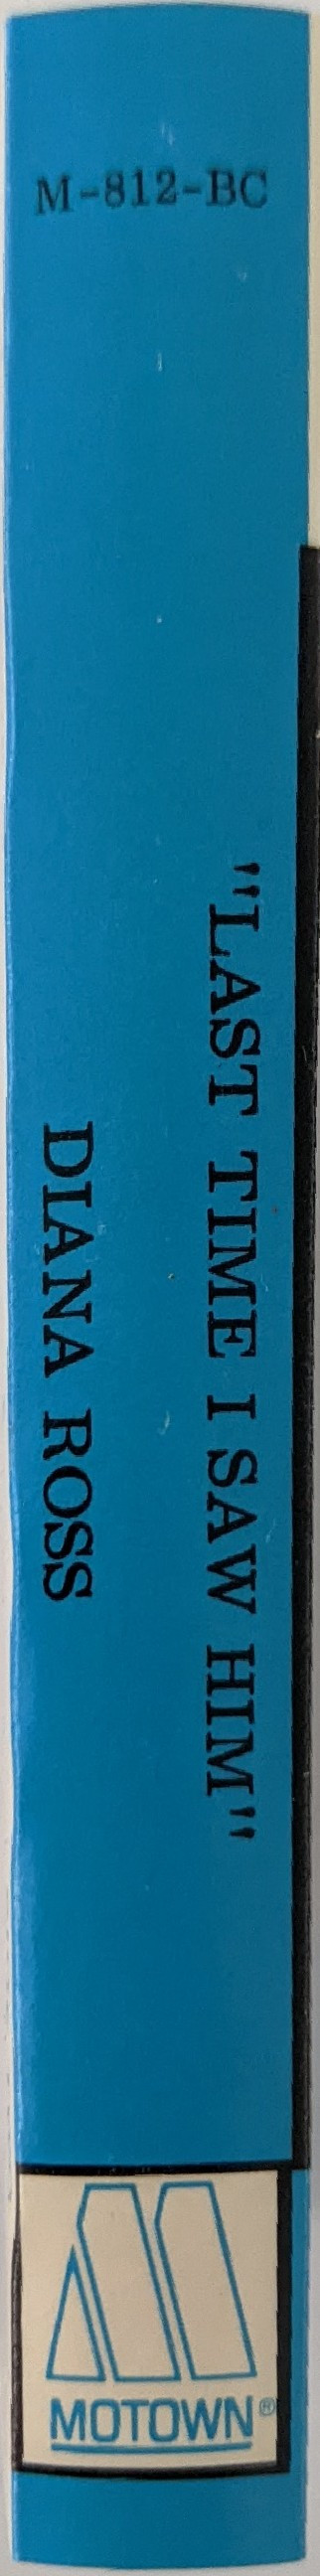 M-812-BC
"LAST TIME I SAW HIM"
DIANA ROSS
MOTOWN®